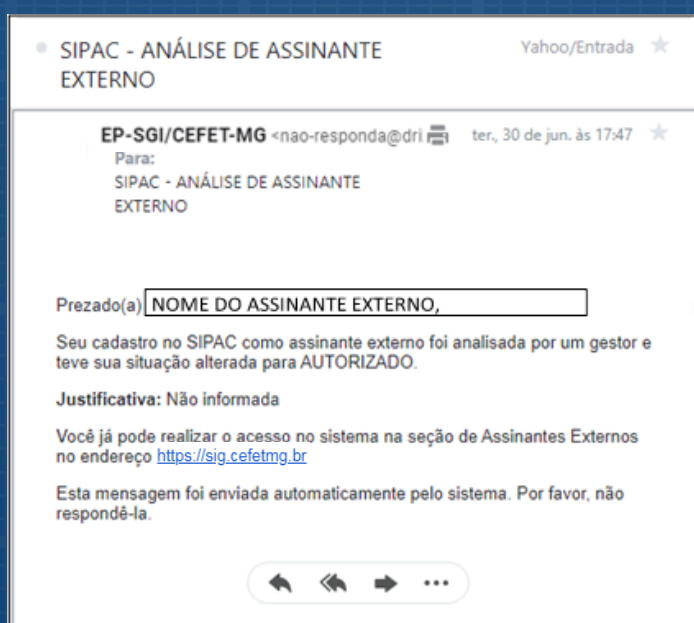 SIPAC - ANÁLISE DE ASSINANTE
EXTERNO
Yahoo/Entrada
EP-SGI/CEFET-MG <nao-responda@dri
ter., 30 de jun. às 17:47
Para:
SIPAC - ANÁLISE DE ASSINANTE
EXTERNO
Prezado(a) NOME DO ASSINANTE EXTERNO,
Seu cadastro no SIPAC como assinante externo foi analisada por um gestor e
teve sua situação alterada para AUTORIZADO.
Justificativa: Não informada
Você já pode realizar o acesso no sistema na seção de Assinantes Externos
no endereço https://sig.cefetmg.br
Esta mensagem foi enviada automaticamente pelo sistema. Por favor, não
respondê-la.